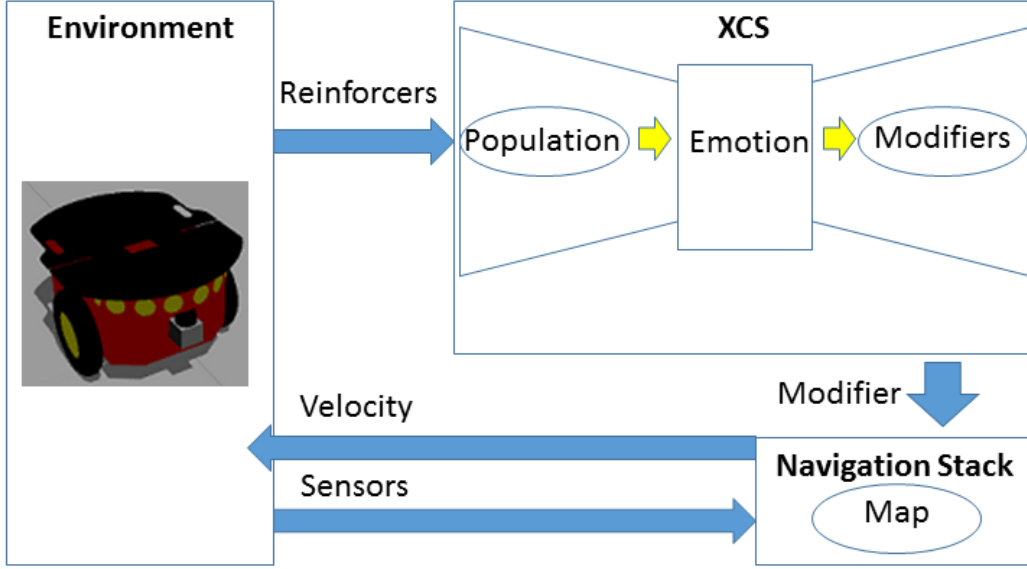 Environment
XCS
Reinforcers
Population
Emotion
Modifiers
Modifier
Velocity
Navigation Stack
Sensors
Map